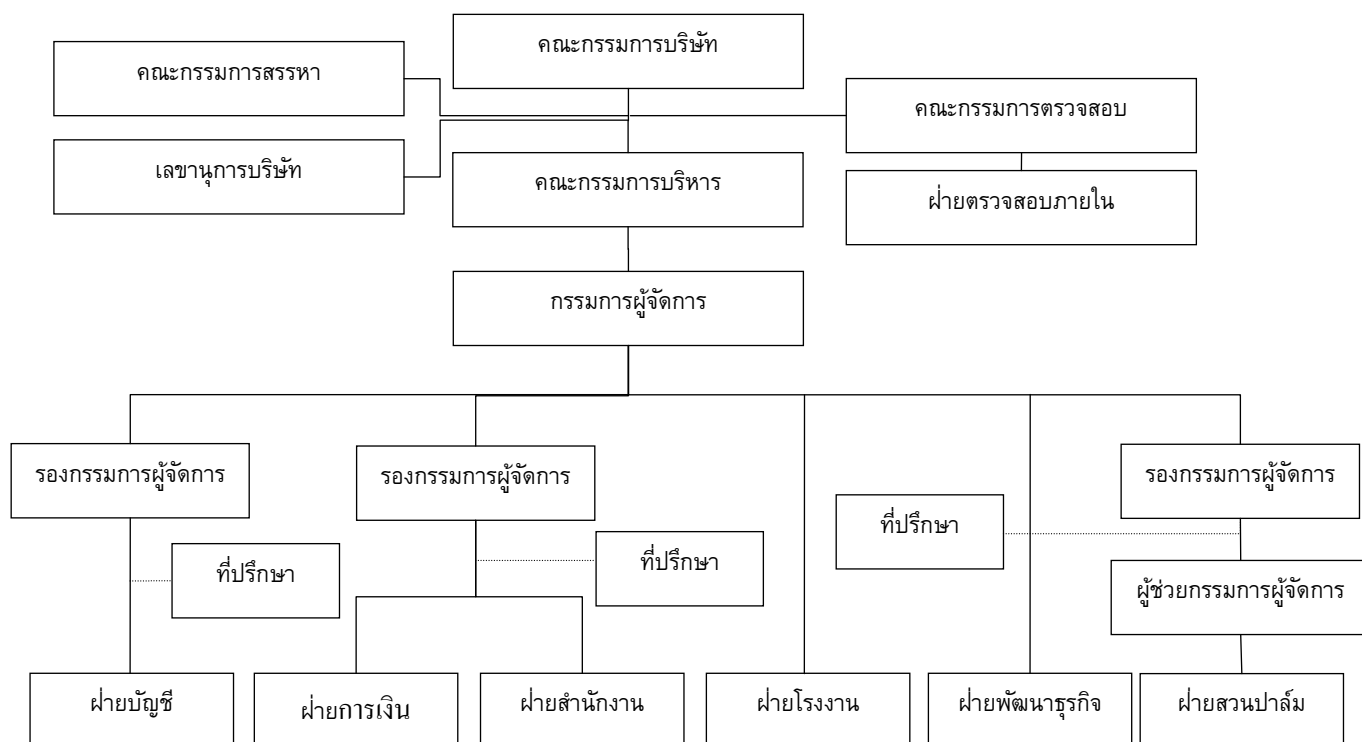 คณะกรรมการบริษัท
คณะกรรมการสรรหา
คณะกรรมการตรวจสอบ
เลขานุการบริษัท
คณะกรรมการบริหาร
ฝ่ายตรวจสอบภายใน
กรรมการผู้จัดการ
รองกรรมการผู้จัดการ
รองกรรมการผู้จัดการ
รองกรรมการผู้จัดการ
ที่ปรึกษา
ที่ปรึกษา
ที่ปรึกษา
ผู้ช่วยกรรมการผู้จัดการ
ฝ่ายบัญชี
ฝ่ายการเงิน
ฝ่ายสำนักงาน
ฝ่ายโรงงาน
ฝ่ายพัฒนาธุรกิจ
ฝ่ายสวนปาล์ม